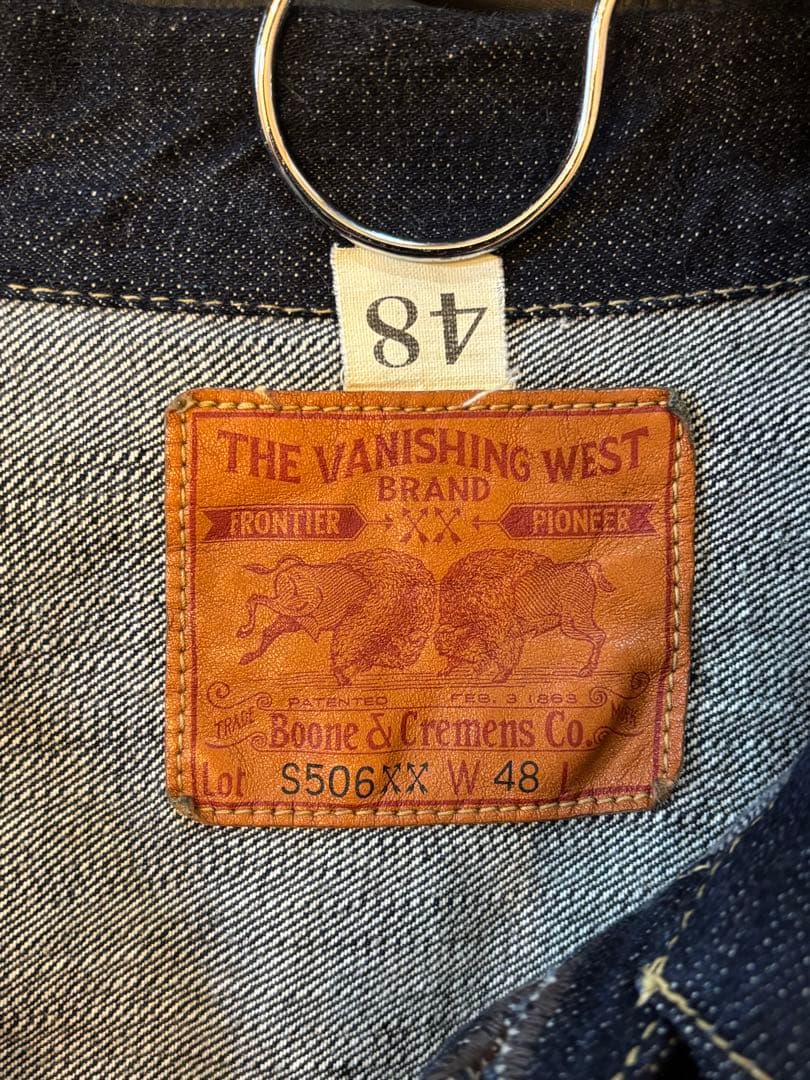 48
THE VANISHING WEST
BRAND
FRONTIER XX PIONEER
PATENTED FEB. 3 1863
TRADE Boone & Cremens Co. MARK
Lot S506XX W 48 L